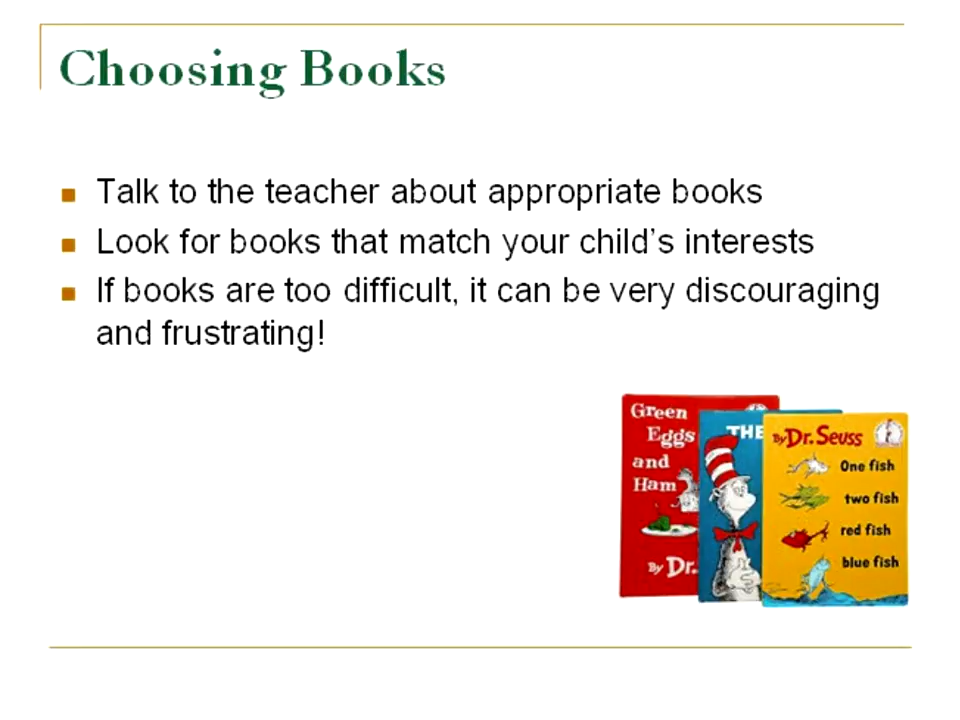 Choosing Books
Talk to the teacher about appropriate books
Look for books that match your child's interests
If books are too difficult, it can be very discouraging
and frustrating!
Green
Eggs
and
Ham
By Dr.
THE
By Dr. Seuss
One fish
two fish
red fish
blue fish